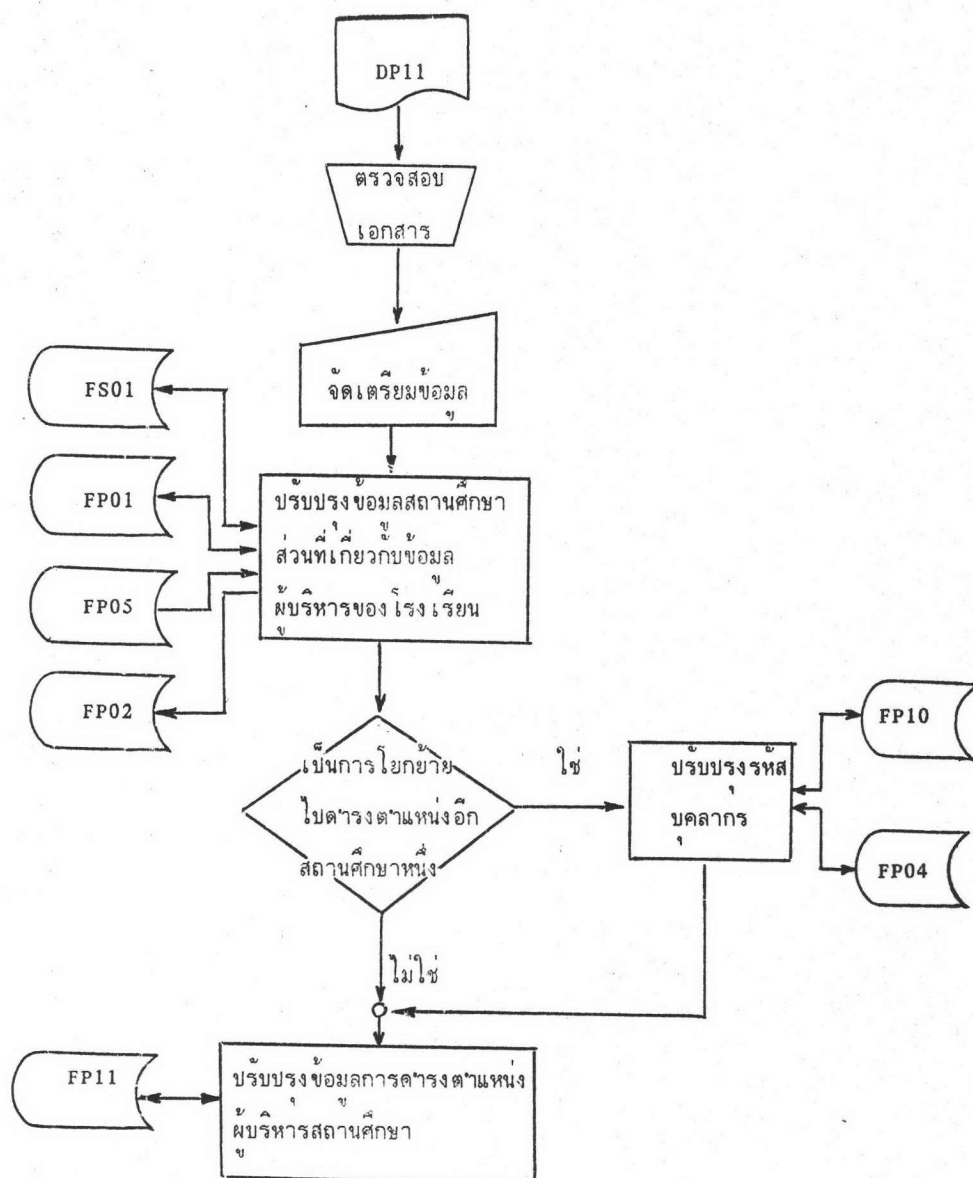 DP11
ตรวจสอบ
เอกสาร
จัดเตรียมข้อมูล
FS01
FP01
FP05
FP02
ปรับปรุงข้อมูลสถานศึกษา
ส่วนที่เกี่ยวกับข้อมูล
ผู้บริหารของโรงเรียน
เป็นการโยกย้าย
ไปดำรงตำแหน่งอีก
สถานศึกษาหนึ่ง
ใช่
ปรับปรุงรหัส
บุคลากร
FP10
FP04
ไม่ใช่
FP11
ปรับปรุงข้อมูลการดำรงตำแหน่ง
ผู้บริหารสถานศึกษา